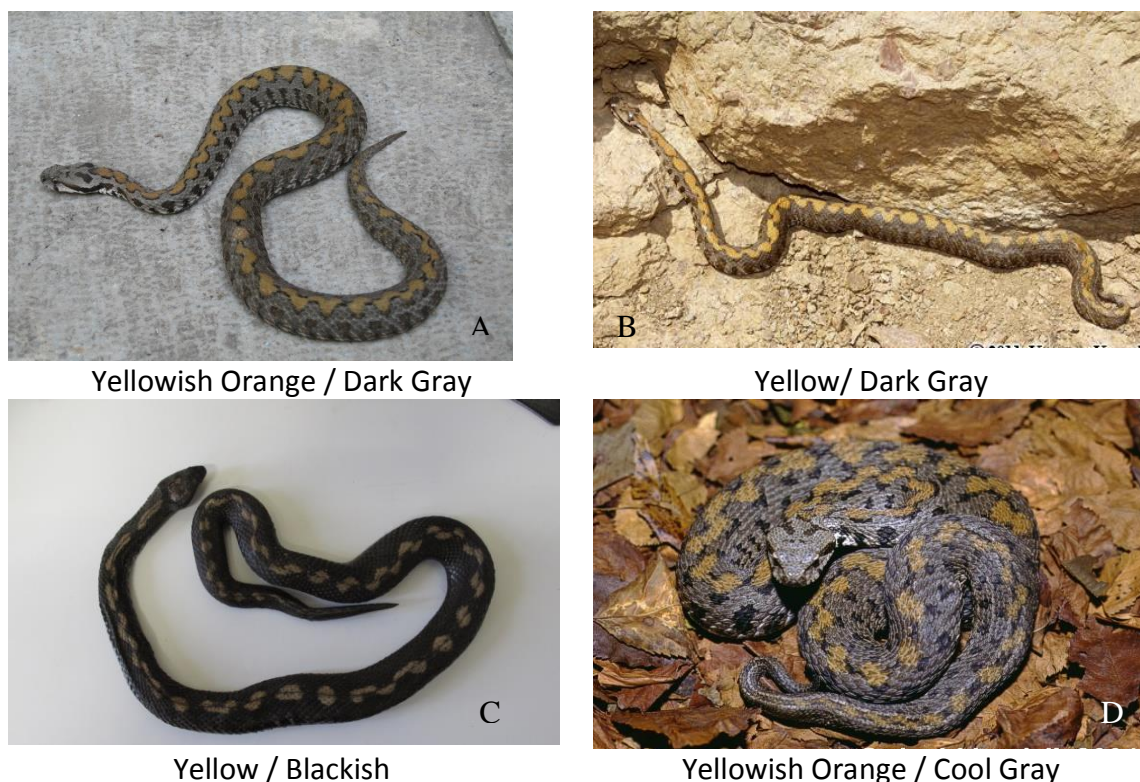 A
B
Yellowish Orange / Dark Gray
Yellow/ Dark Gray
C
D
Yellow / Blackish
Yellowish Orange / Cool Gray